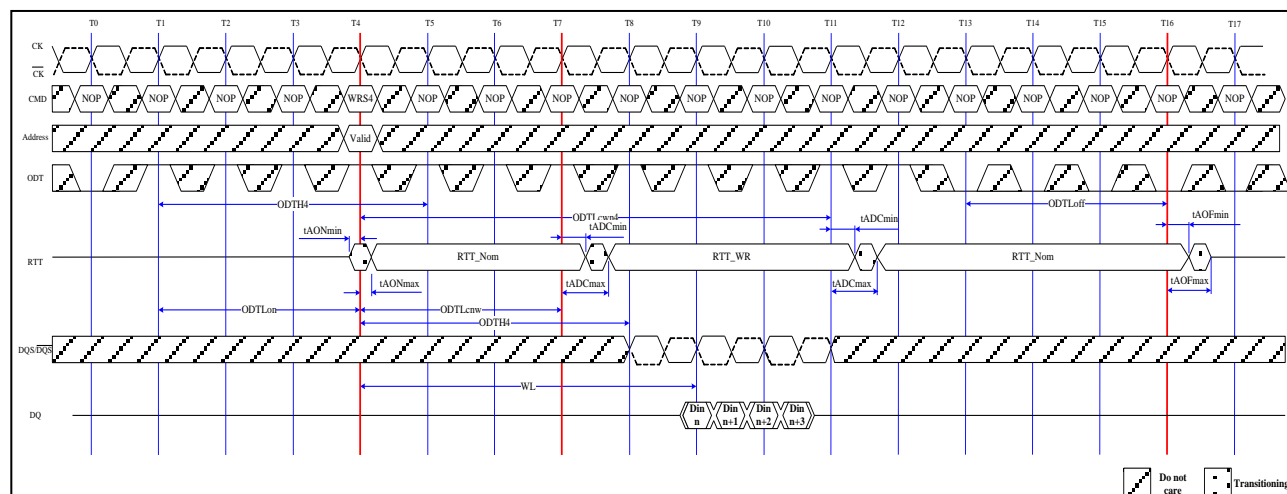 T0 T1 T2 T3 T4 T5 T6 T7 T8 T9 T10 T11 T12 T13 T14 T15 T16 T17
CK
CK
CMD NOP NOP NOP NOP WRS4 NOP NOP NOP NOP NOP NOP NOP NOP NOP NOP NOP NOP NOP
Address Valid
ODT
ODTH4 ODTLcwn4 ODTLoff
tAONmin tADCmin tADCmin tAOFmin
RTT RTT_Nom RTT_WR RTT_Nom
tAONmax tADCmax tADCmax tAOFmax
ODTLon ODTLcnw
ODTH4
DQS/DQS
WL
DQ Din n Din n+1 Din n+2 Din n+3
Do not care Transitioning